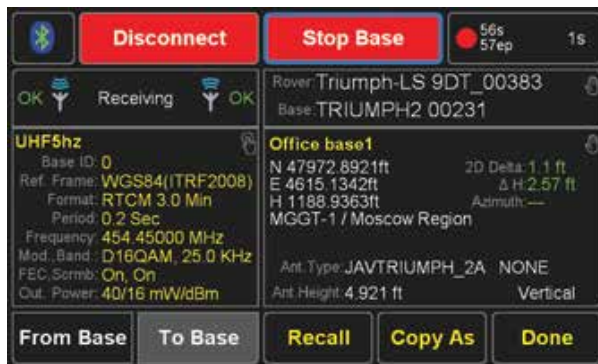 Disconnect
Stop Base
56s
57ep
1s
OK Receiving OK
Rover: Triumph-LS 9DT_00383
Base: TRIUMPH2 00231
UHF5hz
Base ID: 0
Ref. Frame: WGS84(ITRF2008)
Format: RTCM 3.0 Min
Period: 0.2 Sec
Frequency: 454.45000 MHz
Mod.,Band.: D16QAM, 25.0 KHz
FEC,Scrmb: On, On
Out. Power: 40/16 mW/dBm
Office base1
N 47972.8921ft 2D Delta: 1.1 ft
E 4615.1342ft Δ H: 2.57 ft
H 1188.9363ft Azimuth: ---
MGGT-1 / Moscow Region
Ant.Type: JAVTRIUMPH_2A NONE
Ant.Height: 4.921 ft Vertical
From Base
To Base
Recall
Copy As
Done